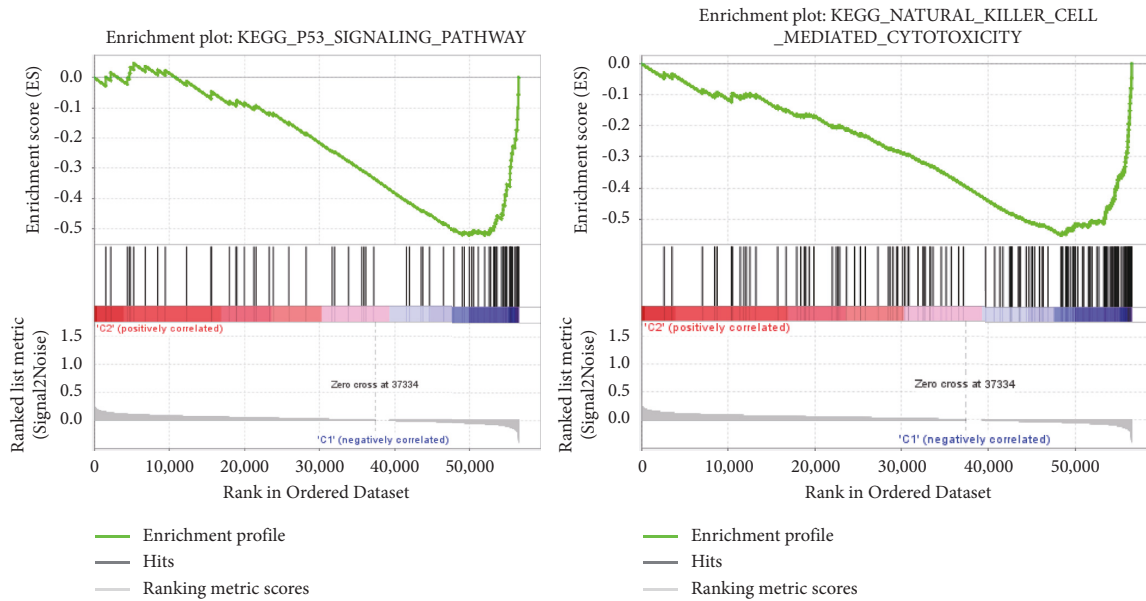 Enrichment plot: KEGG_P53_SIGNALING_PATHWAY
Enrichment score (ES)
0.0
-0.1
-0.2
-0.3
-0.4
-0.5
'C2' (positively correlated)
Ranked list metric
(Signal2Noise)
1.5
1.0
0.5
0.0
Zero cross at 37334
'C1' (negatively correlated)
0 10,000 20,000 30,000 40,000 50,000
Rank in Ordered Dataset
Enrichment profile
Hits
Ranking metric scores
Enrichment plot: KEGG_NATURAL_KILLER_CELL
_MEDIATED_CYTOTOXICITY
Enrichment score (ES)
0.0
-0.1
-0.2
-0.3
-0.4
-0.5
'C2' (positively correlated)
Ranked list metric
(Signal2Noise)
1.5
1.0
0.5
0.0
Zero cross at 37334
'C1' (negatively correlated)
0 10,000 20,000 30,000 40,000 50,000
Rank in Ordered Dataset
Enrichment profile
Hits
Ranking metric scores